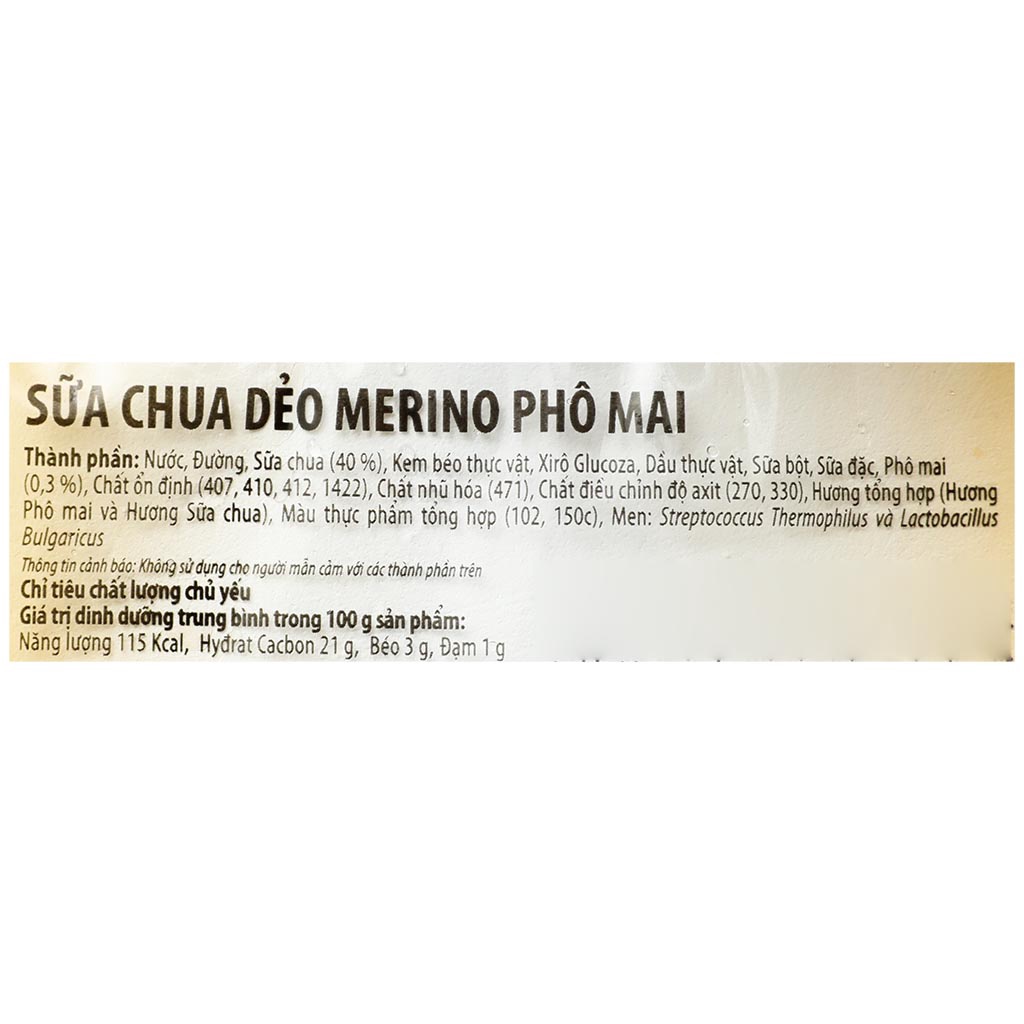 SỮA CHUA DẺO MERINO PHÔ MAI
Thành phần: Nước, Đường, Sữa chua (40 %), Kem béo thực vật, Xirô Glucoza, Dầu thực vật, Sữa bột, Sữa đặc, Phô mai
(0,3 %), Chất ổn định (407, 410, 412, 1422), Chất nhũ hóa (471), Chất điều chỉnh độ axit (270, 330), Hương tổng hợp (Hương
Phô mai và Hương Sữa chua), Màu thực phẩm tổng hợp (102, 150c), Men: Streptococcus Thermophilus và Lactobacillus
Bulgaricus
Thông tin cảnh báo: Không sử dụng cho người mẫn cảm với các thành phần trên
Chỉ tiêu chất lượng chủ yếu
Giá trị dinh dưỡng trung bình trong 100 g sản phẩm:
Năng lượng 115 Kcal, Hyđrat Cacbon 21 g, Béo 3 g, Đạm 1 g